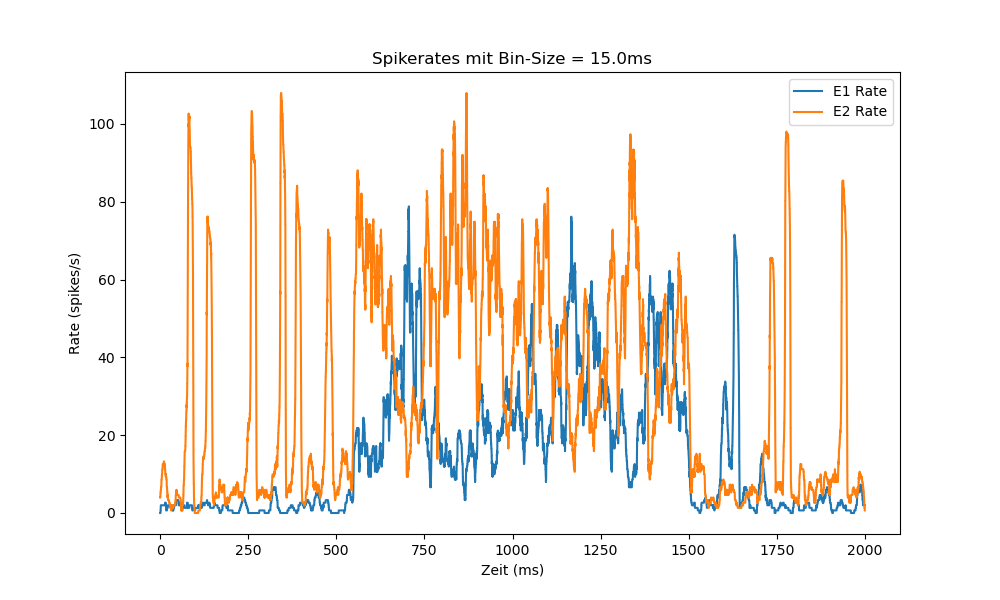 Spikerates mit Bin-Size = 15.0ms
E1 Rate
E2 Rate
Rate (spikes/s)
100
80
60
40
20
0
0 250 500 750 1000 1250 1500 1750 2000
Zeit (ms)